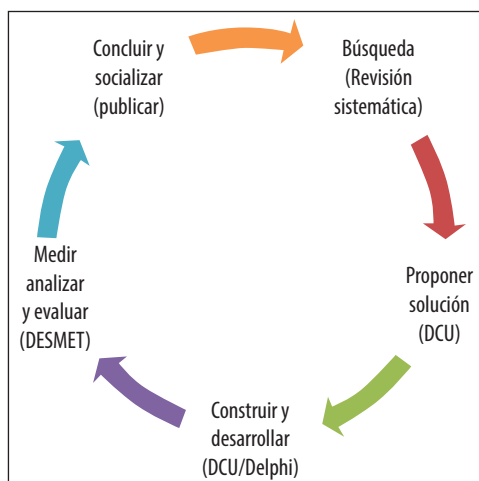 Concluir y
socializar
(publicar)
Búsqueda
(Revisión
sistemática)
Proponer
solución
(DCU)
Construir y
desarrollar
(DCU/Delphi)
Medir
analizar
y evaluar
(DESMET)